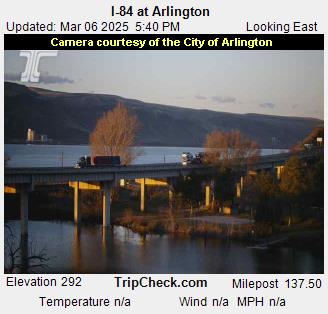 I-84 at Arlington
Updated: Mar 06 2025 5:40 PM Looking East
Camera courtesy of the City of Arlington
Elevation 292 TripCheck.com Milepost 137.50
Temperature n/a Wind n/a MPH n/a